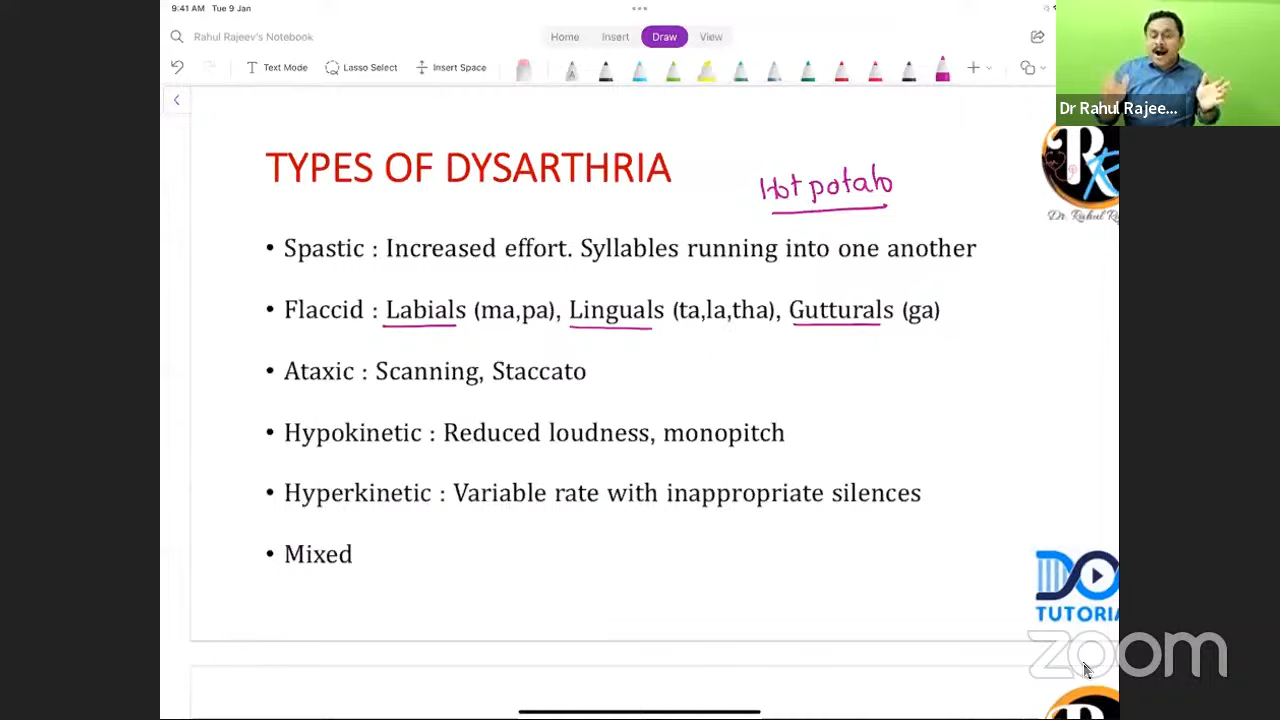 9:41 AM Tue 9 Jan
Rahul Rajeev's Notebook
Home Insert Draw View
Text Mode Lasso Select Insert Space
Dr Rahul Rajee...
TYPES OF DYSARTHRIA
Hot potato
Dr. Rahul Ra
• Spastic : Increased effort. Syllables running into one another
• Flaccid : Labials (ma,pa), Linguals (ta,la,tha), Gutturals (ga)
• Ataxic : Scanning, Staccato
• Hypokinetic : Reduced loudness, monopitch
• Hyperkinetic : Variable rate with inappropriate silences
• Mixed
TUTORIA
zoom